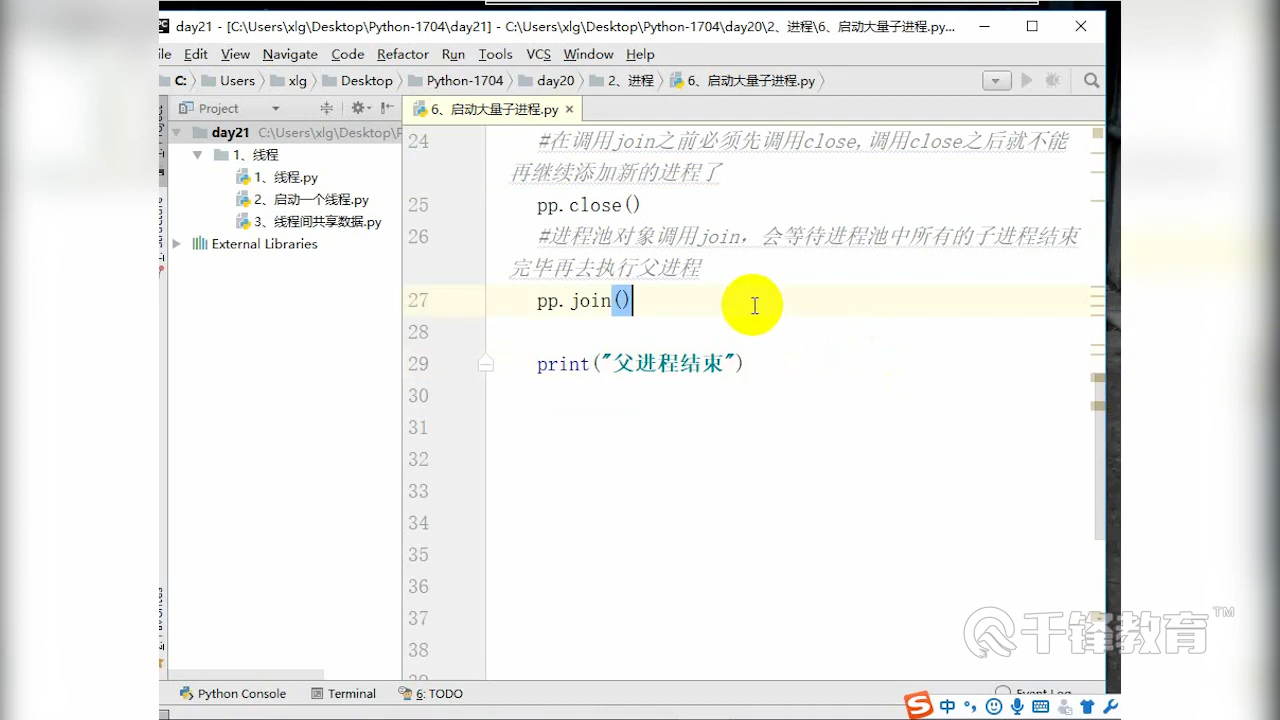 day21 - [C:\Users\xlg\Desktop\Python-1704\day21] - C:\Users\xlg\Desktop\Python-1704\day20\2、进程\6、启动大量子进程.py...
Edit View Navigate Code Refactor Run Tools VCS Window Help
C: Users xlg Desktop Python-1704 day20 2、进程 6、启动大量子进程.py
Project
6、启动大量子进程.py
day21 C:\Users\xlg\Desktop\P
1、线程
1、线程.py
2、启动一个线程.py
3、线程间共享数据.py
External Libraries
24 #在调用join之前必须先调用close,调用close之后就不能
再继续添加新的进程了
25 pp.close()
26 #进程池对象调用join，会等待进程池中所有的子进程结束
完毕再去执行父进程
27 pp.join()
28
29 print("父进程结束")
30
31
32
33
34
35
36
37
38
千锋教育™
Python Console Terminal 6: TODO Event Log
中